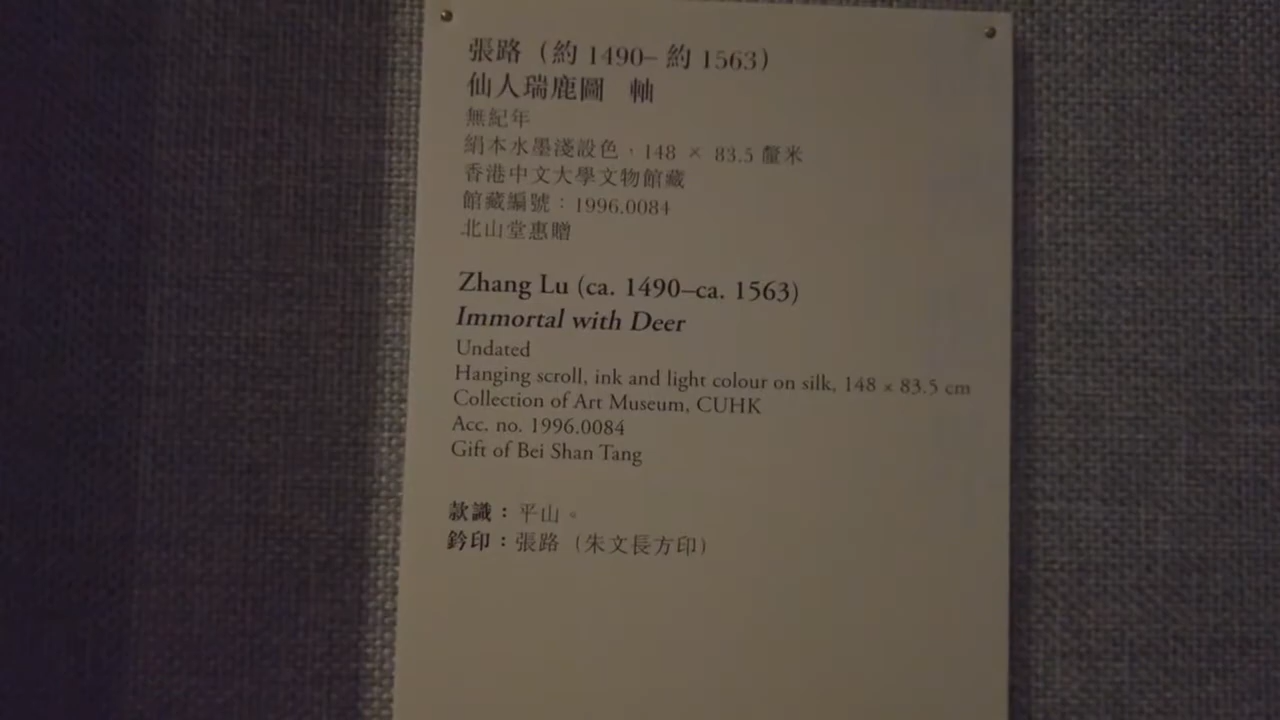 張路（約 1490– 約 1563）
仙人瑞鹿圖　軸
無紀年
絹本水墨淺設色，148 × 83.5 釐米
香港中文大學文物館藏
館藏編號：1996.0084
北山堂惠贈
Zhang Lu (ca. 1490–ca. 1563)
Immortal with Deer
Undated
Hanging scroll, ink and light colour on silk, 148 × 83.5 cm
Collection of Art Museum, CUHK
Acc. no. 1996.0084
Gift of Bei Shan Tang
款識：平山。
鈐印：張路（朱文長方印）